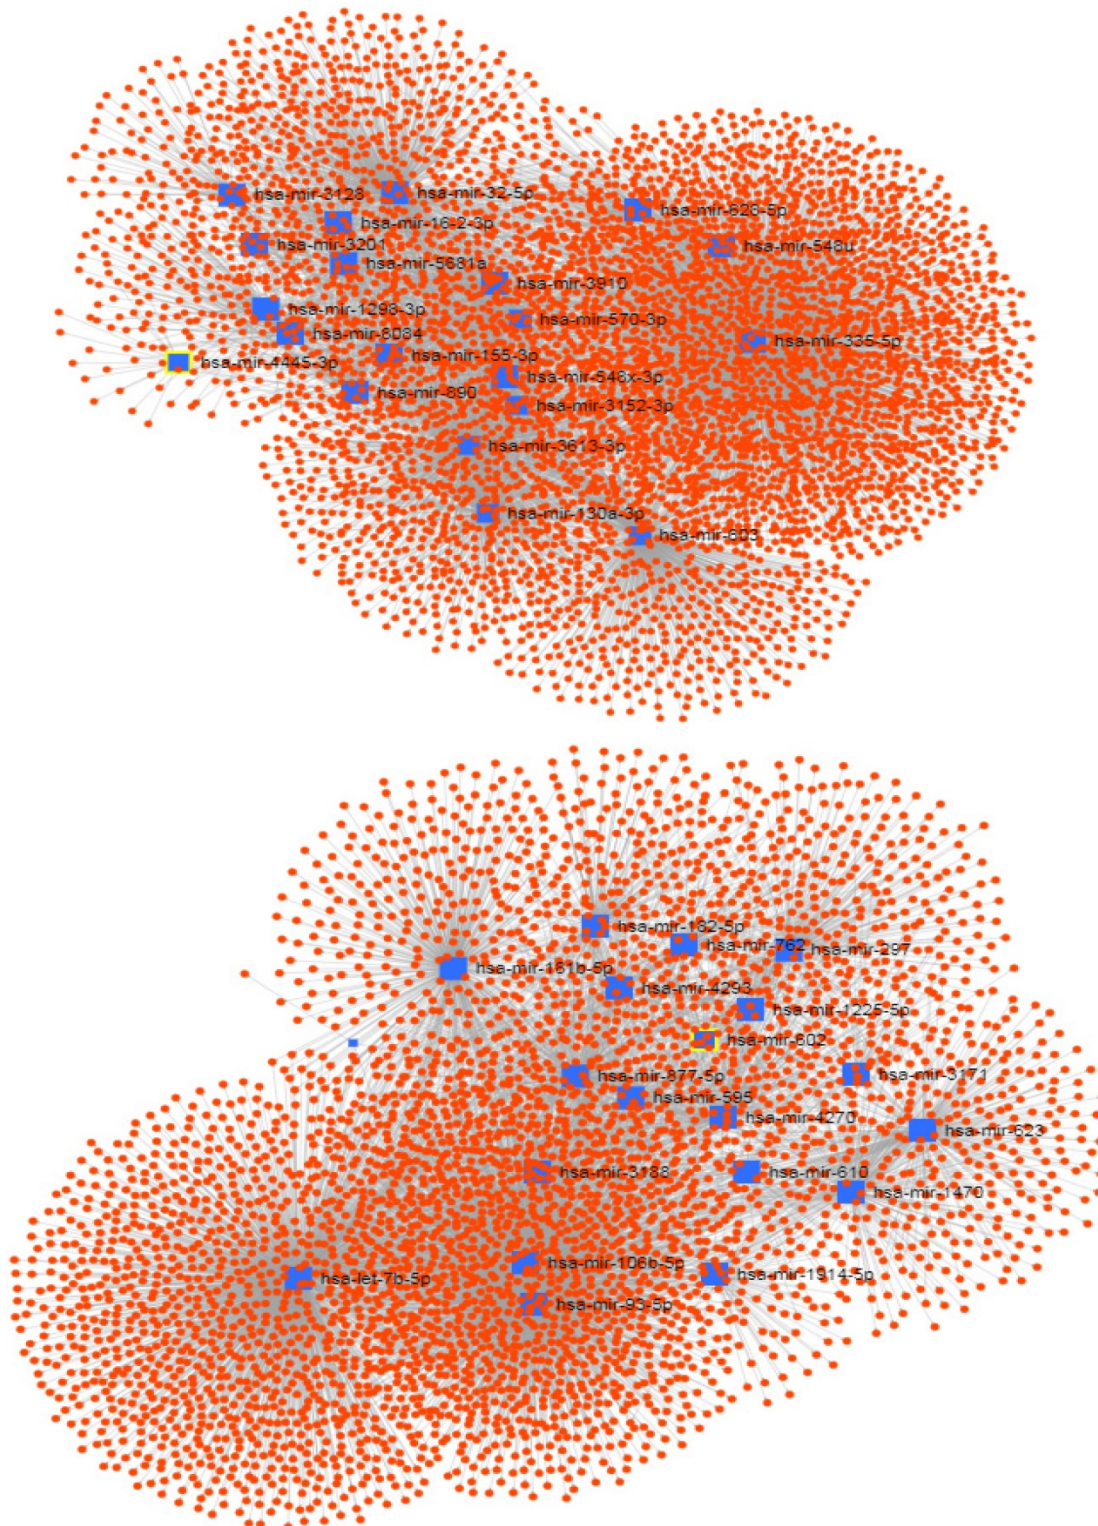 hsa-mir-3128
hsa-mir-32-5p
hsa-mir-16-2-3p
hsa-mir-626-5p
hsa-mir-3201
hsa-mir-548u
hsa-mir-5681a
hsa-mir-3910
hsa-mir-1298-3p
hsa-mir-570-3p
hsa-mir-8084
hsa-mir-335-5p
hsa-mir-155-3p
hsa-mir-4445-3p
hsa-mir-548x-3p
hsa-mir-890
hsa-mir-3152-3p
hsa-mir-3613-3p
hsa-mir-130a-3p
hsa-mir-603
hsa-mir-182-5p
hsa-mir-762
hsa-mir-297
hsa-mir-181b-5p
hsa-mir-4293
hsa-mir-1225-5p
hsa-mir-602
hsa-mir-877-5p
hsa-mir-3171
hsa-mir-595
hsa-mir-4270
hsa-mir-623
hsa-mir-3188
hsa-mir-610
hsa-mir-1470
hsa-mir-106b-5p
hsa-let-7b-5p
hsa-mir-1914-5p
hsa-mir-93-5p